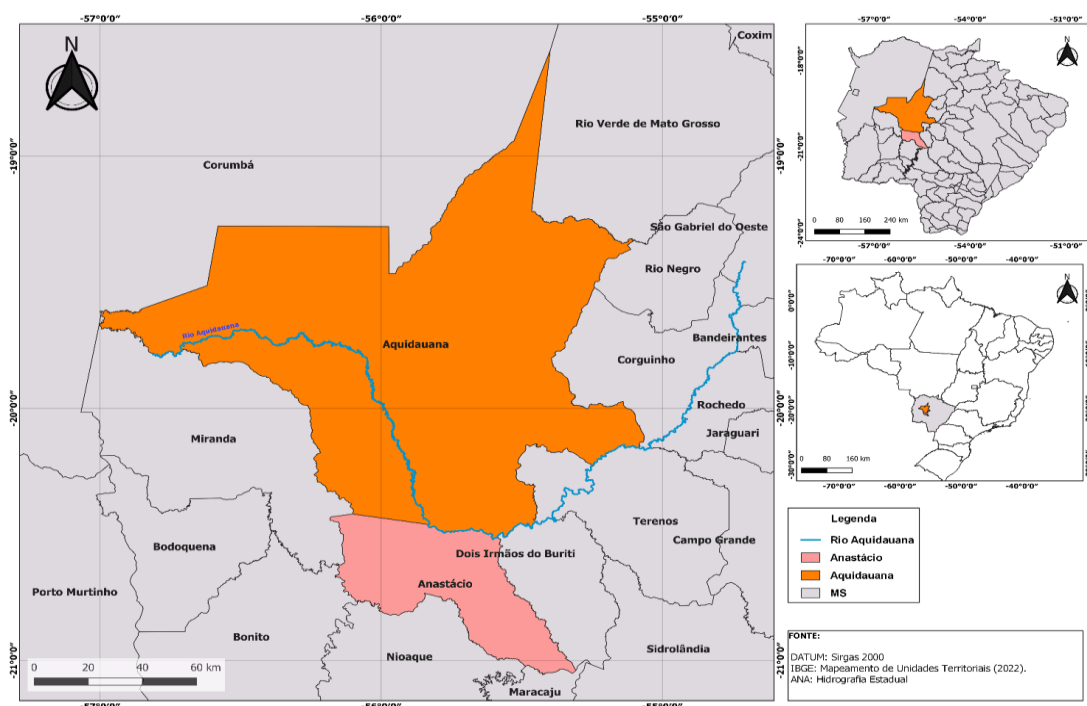 -57°0'0"
-56°0'0"
-55°0'0"
N
Coxim
Rio Verde de Mato Grosso
Corumbá
-19°0'0"
São Gabriel do Oeste
Rio Negro
Rio Aquidauana
Aquidauana
Bandeirantes
Corguinho
-20°0'0"
Rochedo
Miranda
Jaraguari
Terenos
Campo Grande
Bodoquena
Dois Irmãos do Buriti
Anastácio
Porto Murtinho
Bonito
Nioaque
Sidrolândia
-21°0'0"
0 20 40 60 km
Maracaju
-57°0'0"
-56°0'0"
-55°0'0"
-57°0'0"
-54°0'0"
-51°0'0"
N
-18°0'0"
-21°0'0"
-24°0'0"
0 80 160 240 km
-57°0'0"
-54°0'0"
-51°0'0"
-70°0'0"
-60°0'0"
-50°0'0"
-40°0'0"
N
0°0'0"
-10°0'0"
-20°0'0"
-30°0'0"
0 80 160 km
-70°0'0"
-60°0'0"
-50°0'0"
-40°0'0"
Legenda
Rio Aquidauana
Anastácio
Aquidauana
MS
FONTE:
DATUM: Sirgas 2000
IBGE: Mapeamento de Unidades Territoriais (2022).
ANA: Hidrografia Estadual